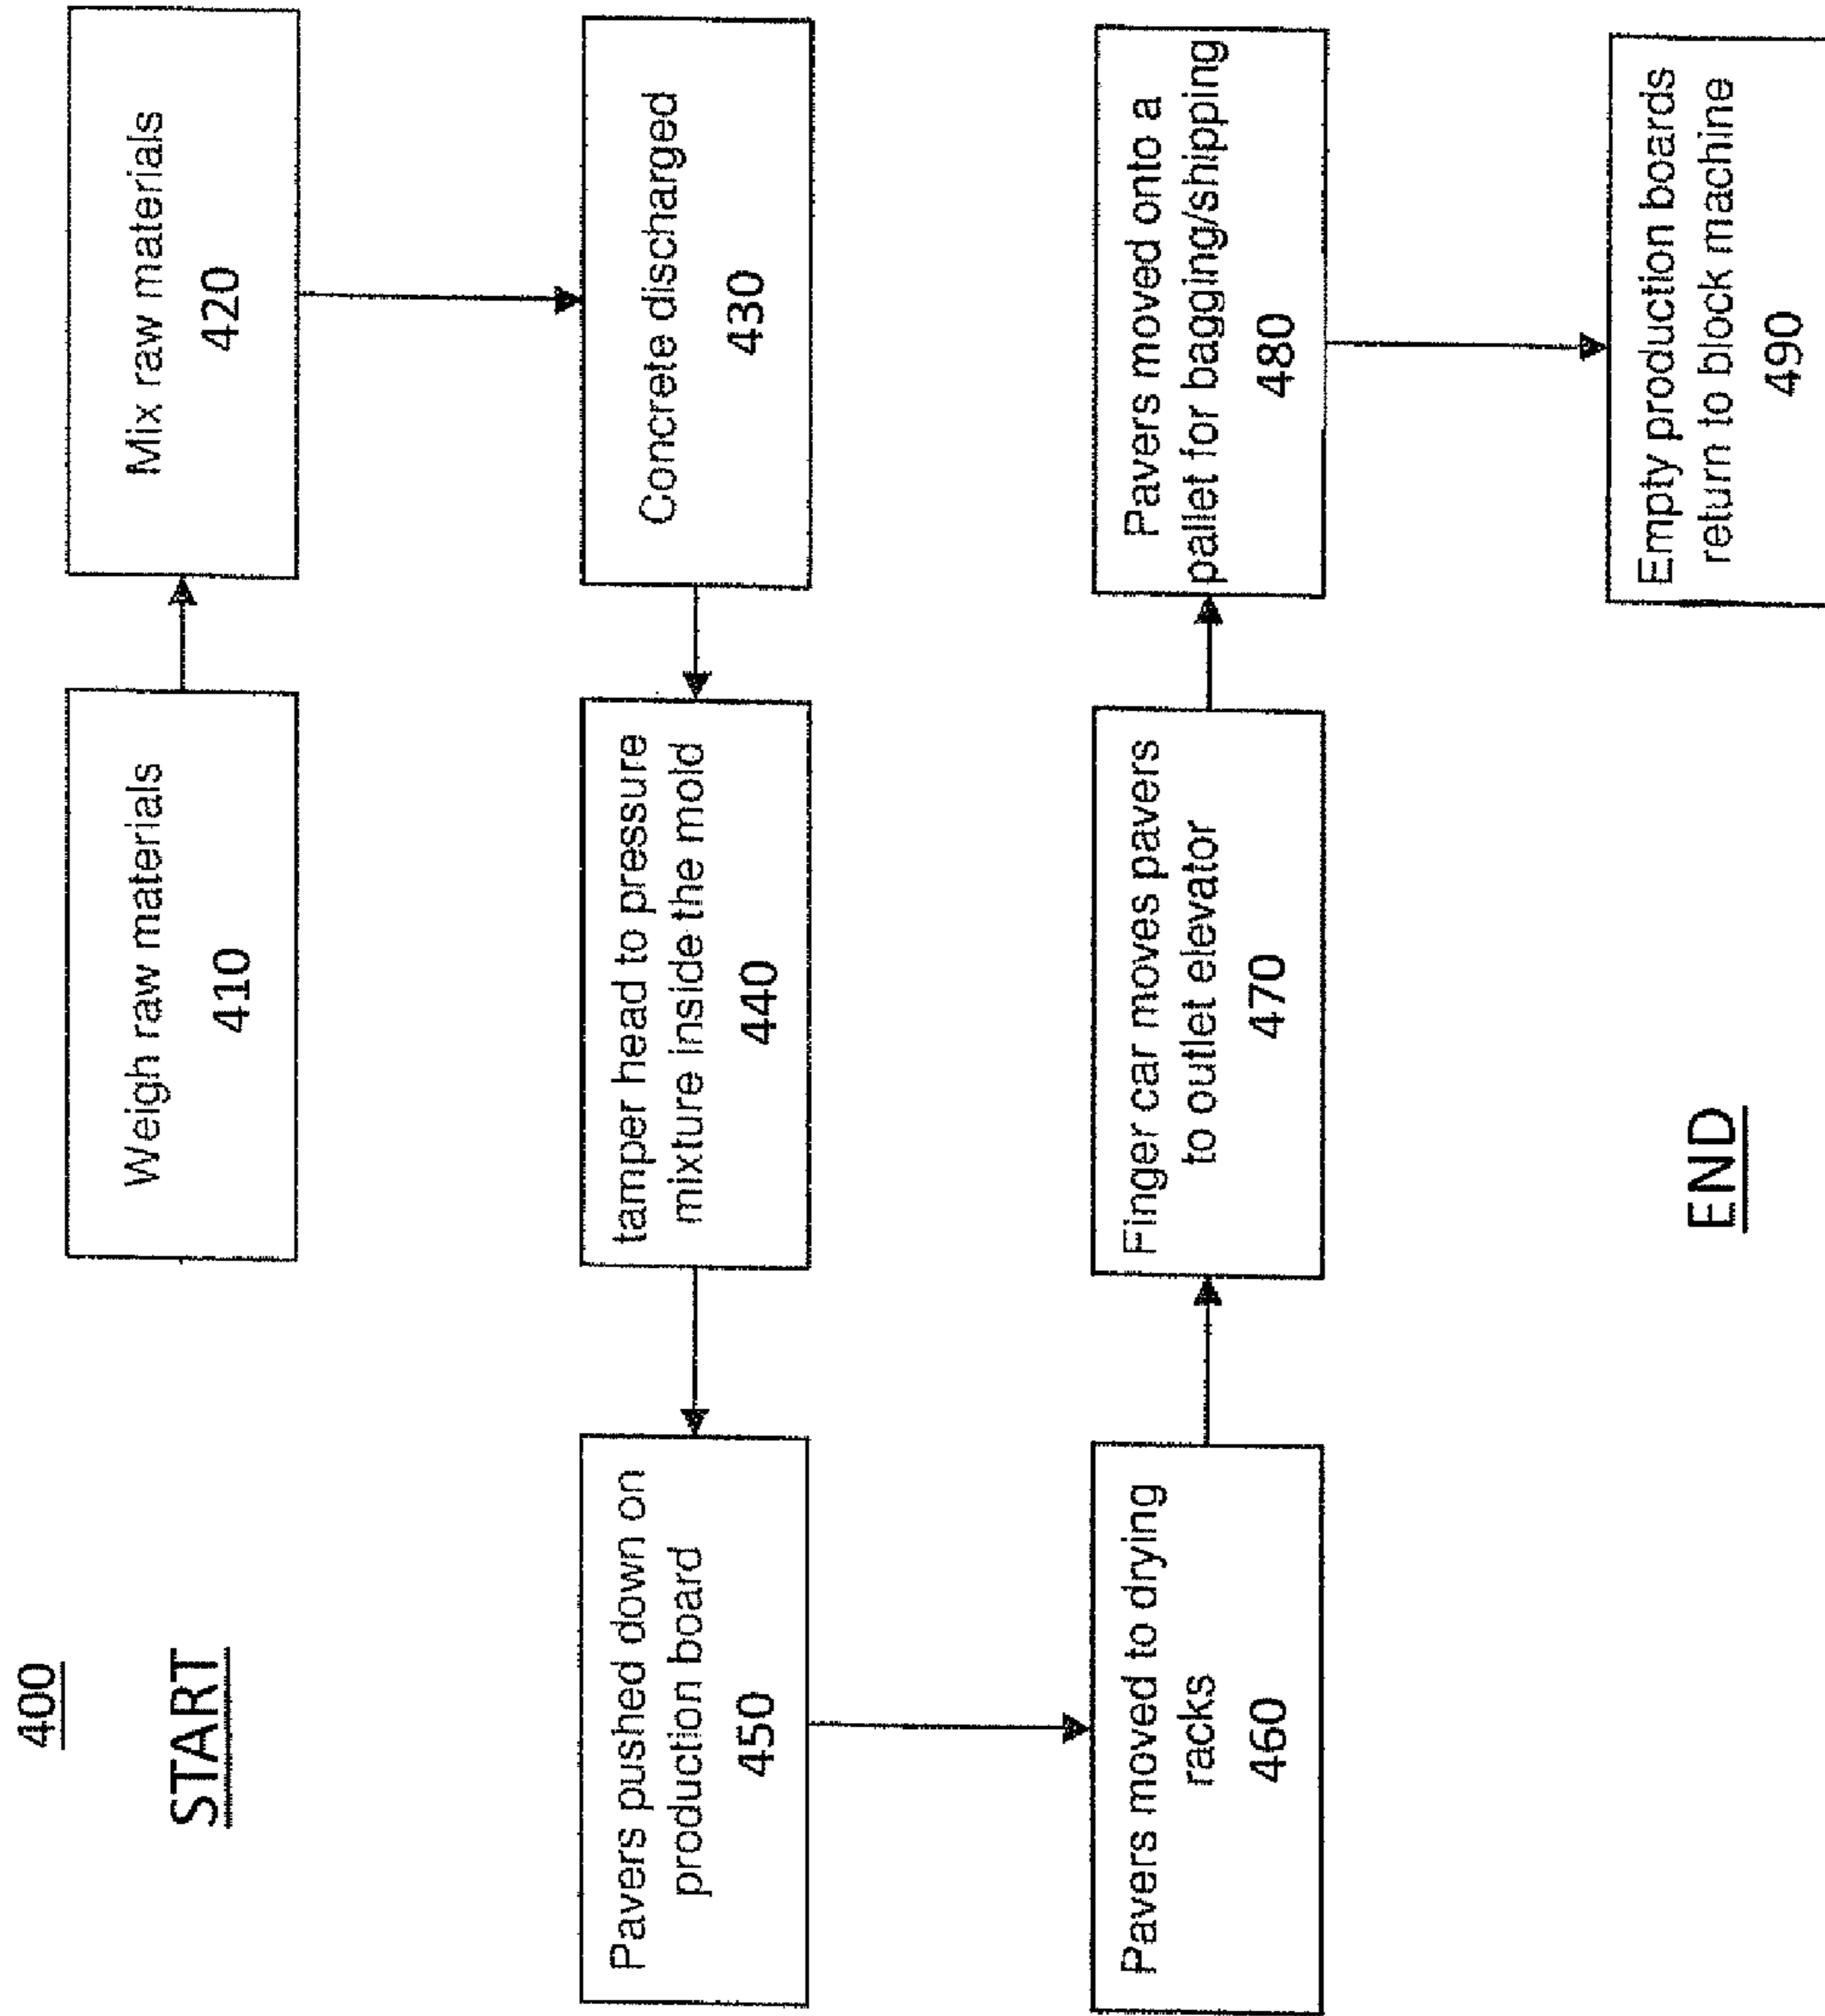 400
START
Weigh raw materials
410
Mix raw materials
420
Concrete discharged
430
tamper head to pressure
mixture inside the mold
440
Pavers pushed down on
production board
450
Pavers moved to drying
racks
460
Finger car moves pavers
to outlet elevator
470
Pavers moved onto a
pallet for bagging/shipping
480
Empty production boards
return to block machine
490
END